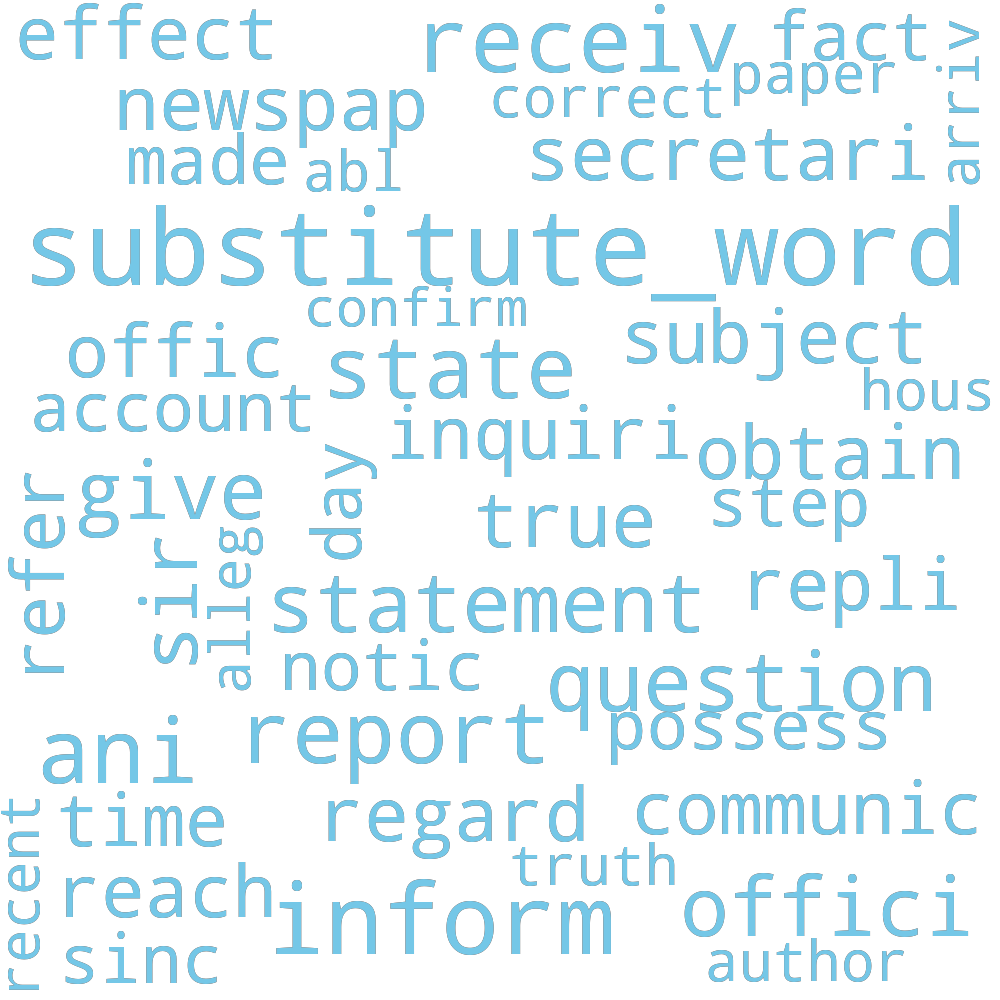 effect
receiv
fact
paper
arriv
newspap
correct
made
abl
secretari
substitute_word
confirm
subject
offic
state
hous
account
inquiri
obtain
day
give
refer
step
true
sir
alleg
statement
repli
notic
question
possess
report
ani
time
regard
communic
recent
truth
reach
inform
offici
sinc
author